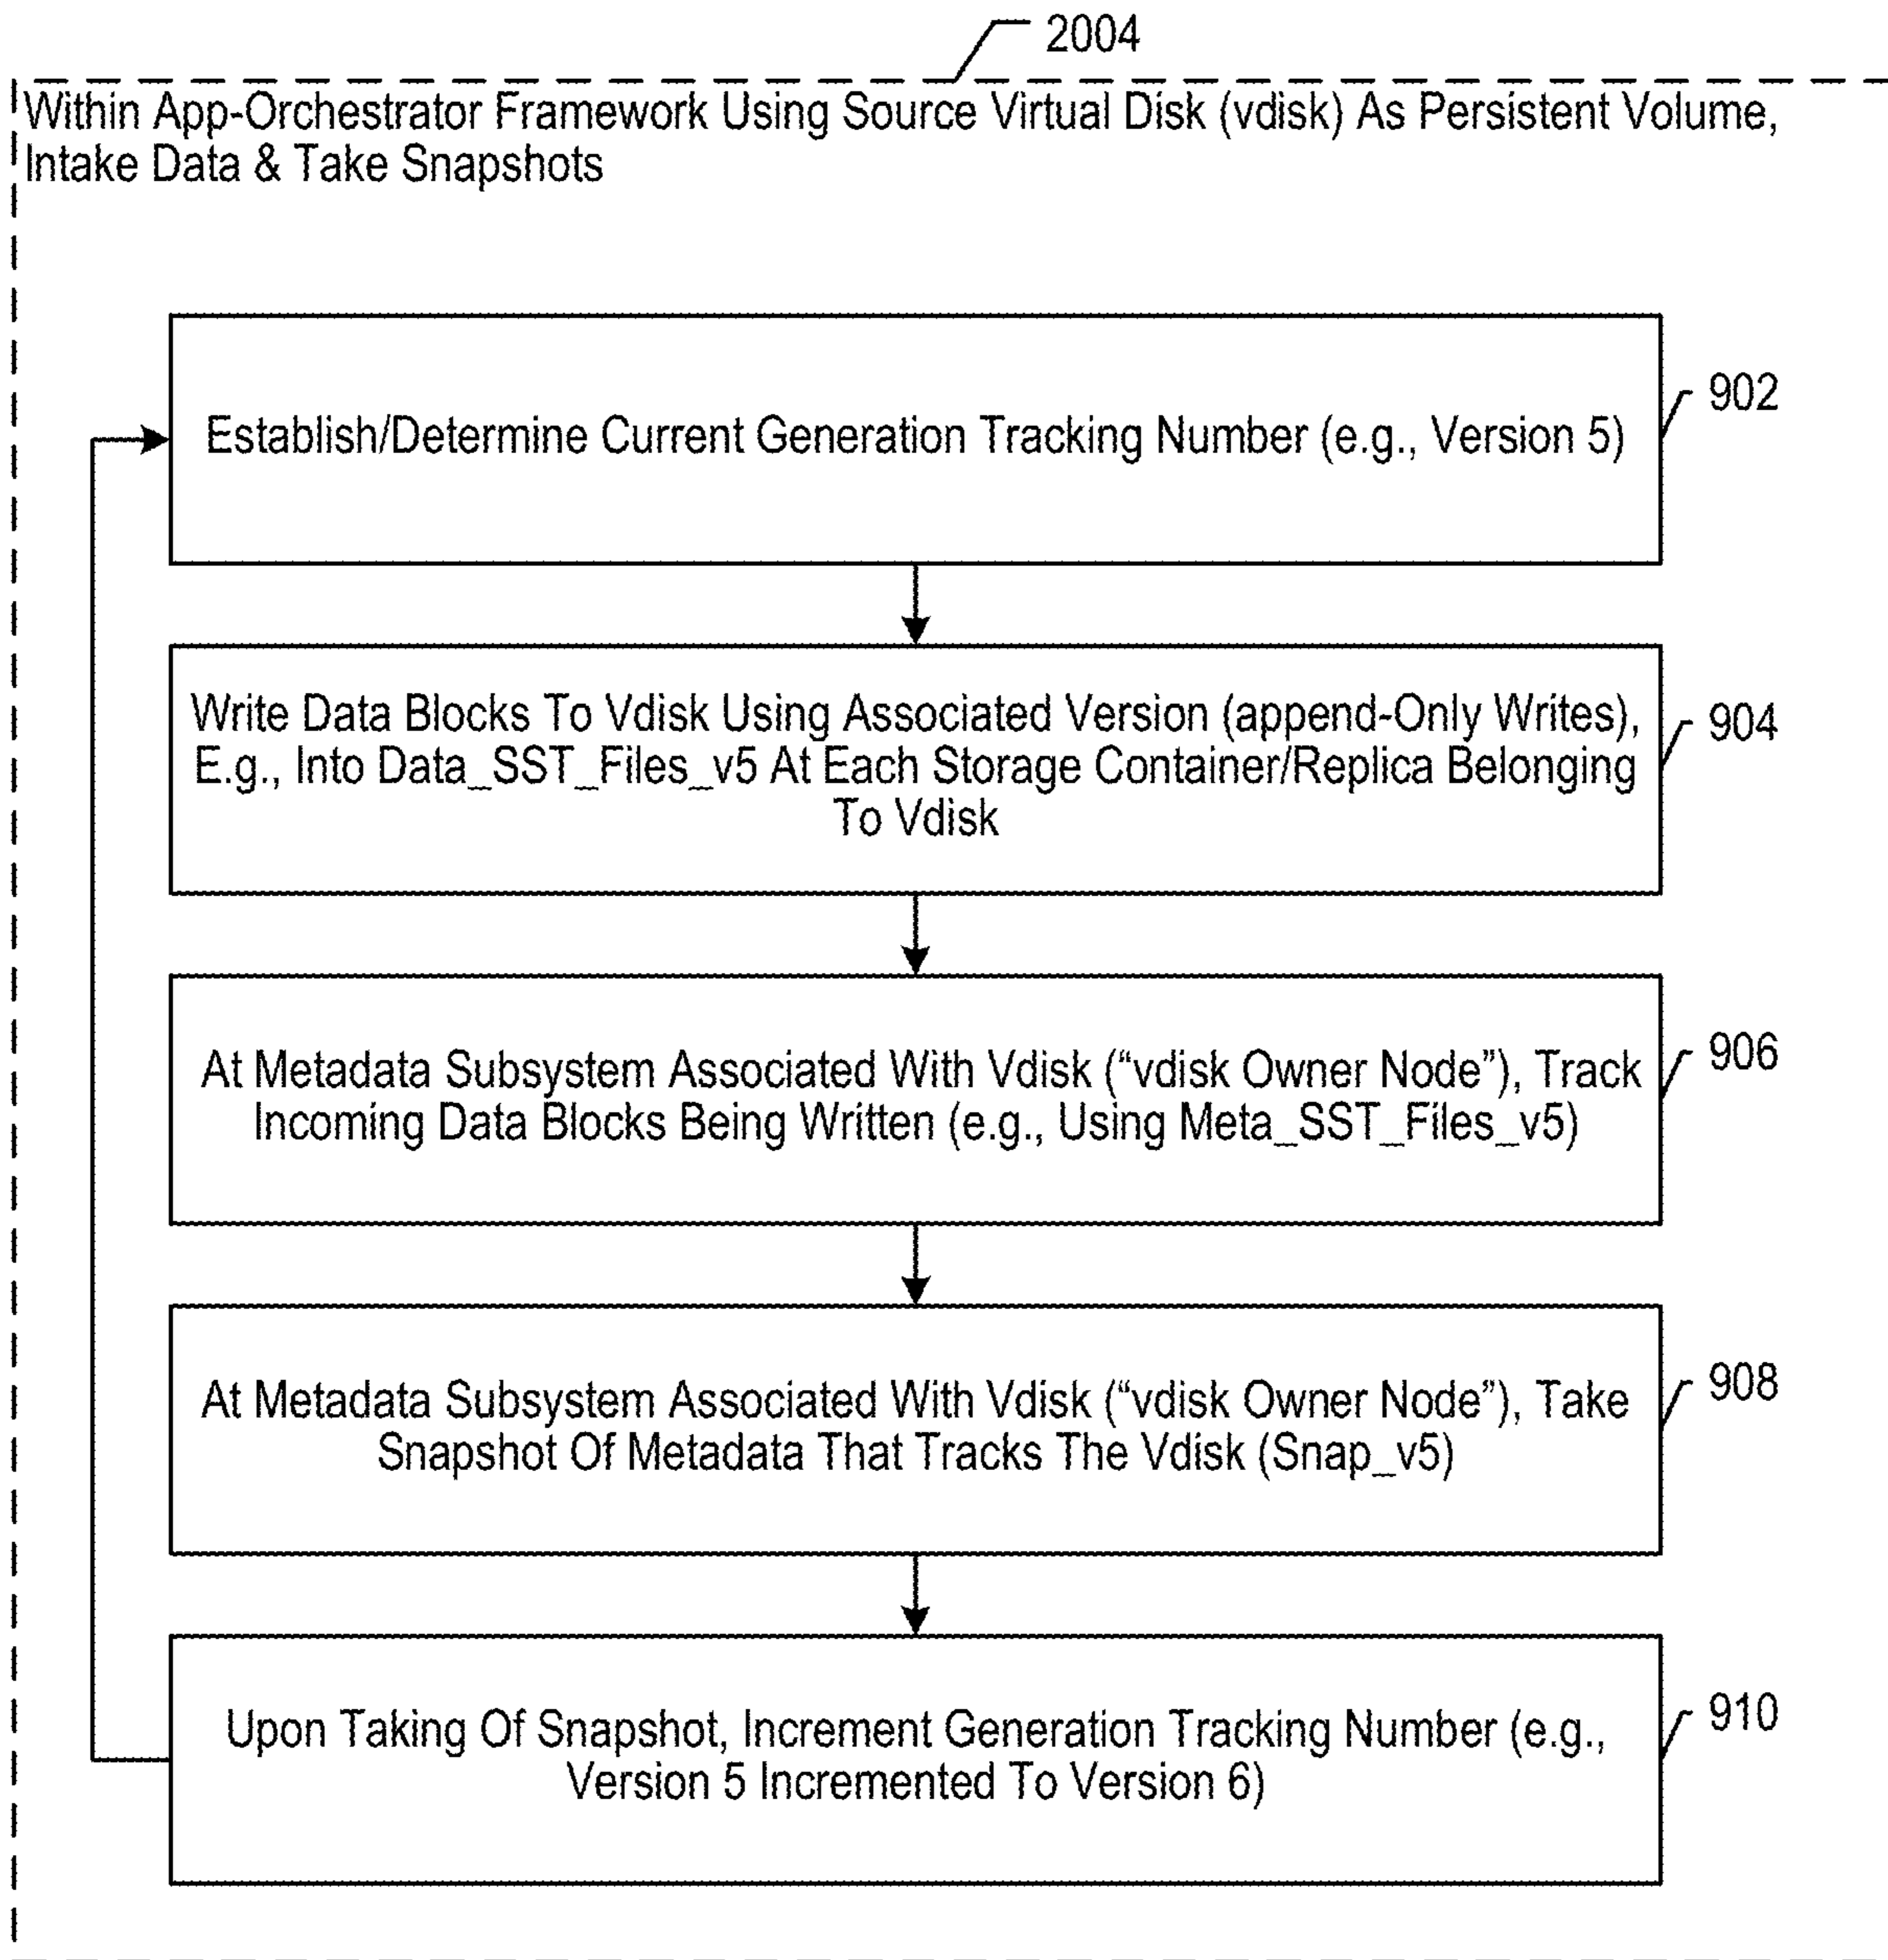 2004
Within App-Orchestrator Framework Using Source Virtual Disk (vdisk) As Persistent Volume,
Intake Data & Take Snapshots
Establish/Determine Current Generation Tracking Number (e.g., Version 5)
902
Write Data Blocks To Vdisk Using Associated Version (append-Only Writes),
E.g., Into Data_SST_Files_v5 At Each Storage Container/Replica Belonging
To Vdisk
904
At Metadata Subsystem Associated With Vdisk (“vdisk Owner Node”), Track
Incoming Data Blocks Being Written (e.g., Using Meta_SST_Files_v5)
906
At Metadata Subsystem Associated With Vdisk (“vdisk Owner Node”), Take
Snapshot Of Metadata That Tracks The Vdisk (Snap_v5)
908
Upon Taking Of Snapshot, Increment Generation Tracking Number (e.g.,
Version 5 Incremented To Version 6)
910